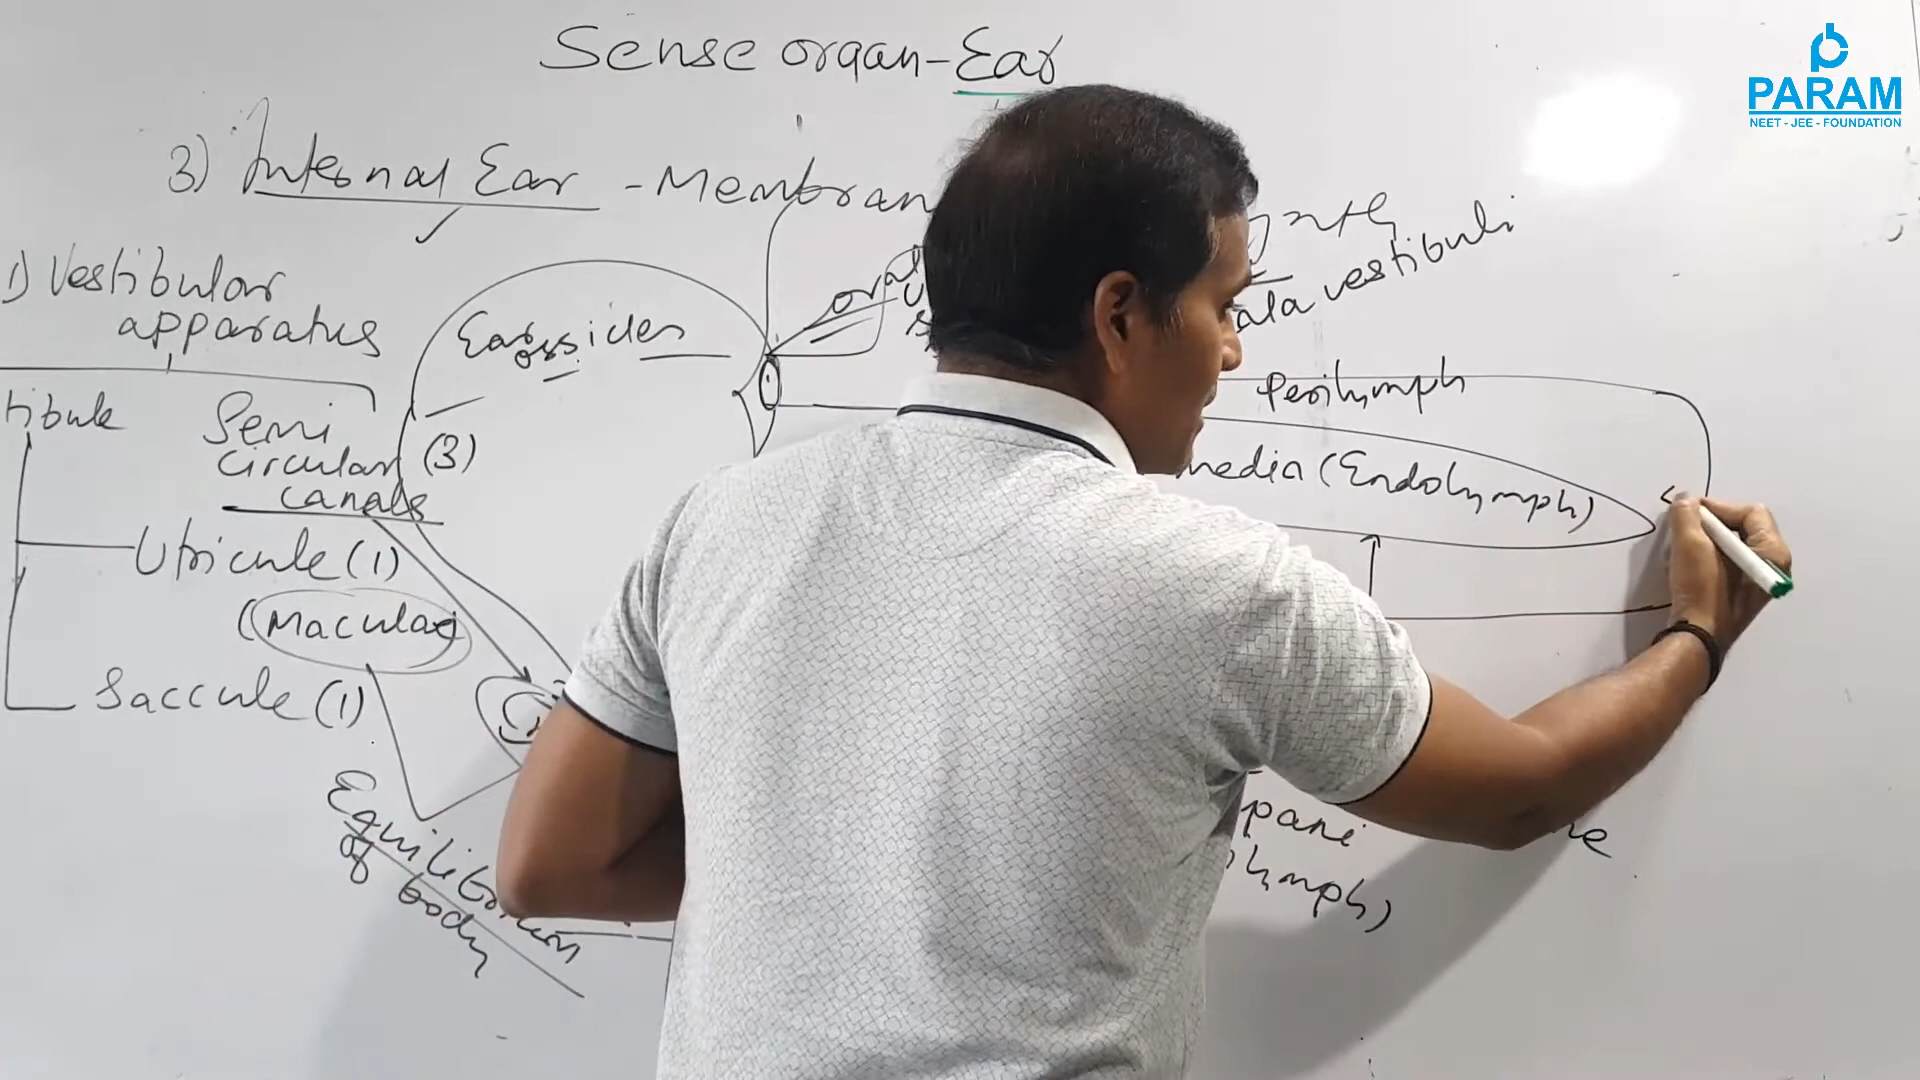 Sense organ-Ear
PARAM
NEET - JEE - FOUNDATION
3) Internal Ear - Membran
1) Vestibular
apparatus
Ear
ossicles
oval
ala vestibuli
Perilymph
media (Endolymph)
tibule
Semi
circular (3)
canals
Utricule (1)
(Maculae)
Saccule (1)
Equilibrium
of body
pani
lymph)